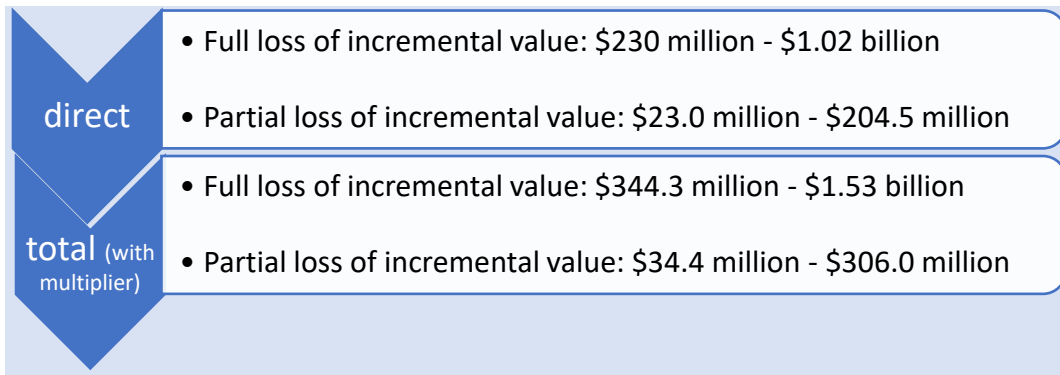 direct
• Full loss of incremental value: $230 million - $1.02 billion
• Partial loss of incremental value: $23.0 million - $204.5 million
total (with
multiplier)
• Full loss of incremental value: $344.3 million - $1.53 billion
• Partial loss of incremental value: $34.4 million - $306.0 million